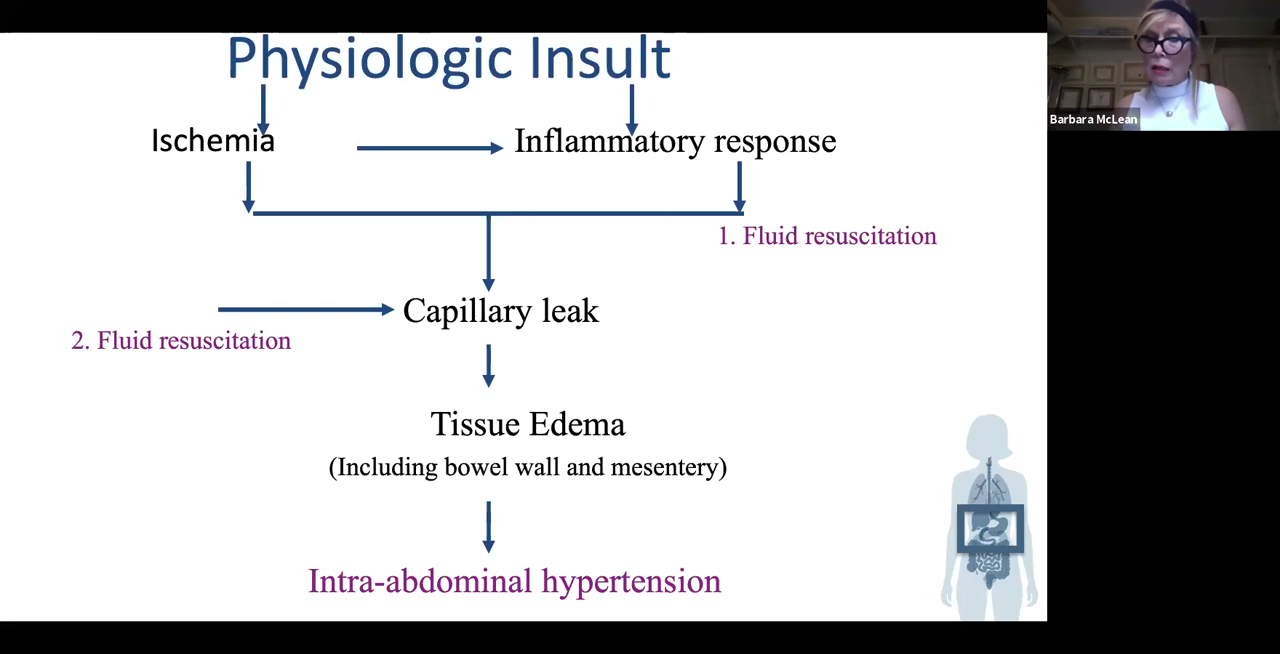 Physiologic Insult
Barbara McLean
Ischemia
Inflammatory response
1. Fluid resuscitation
Capillary leak
2. Fluid resuscitation
Tissue Edema
(Including bowel wall and mesentery)
Intra-abdominal hypertension